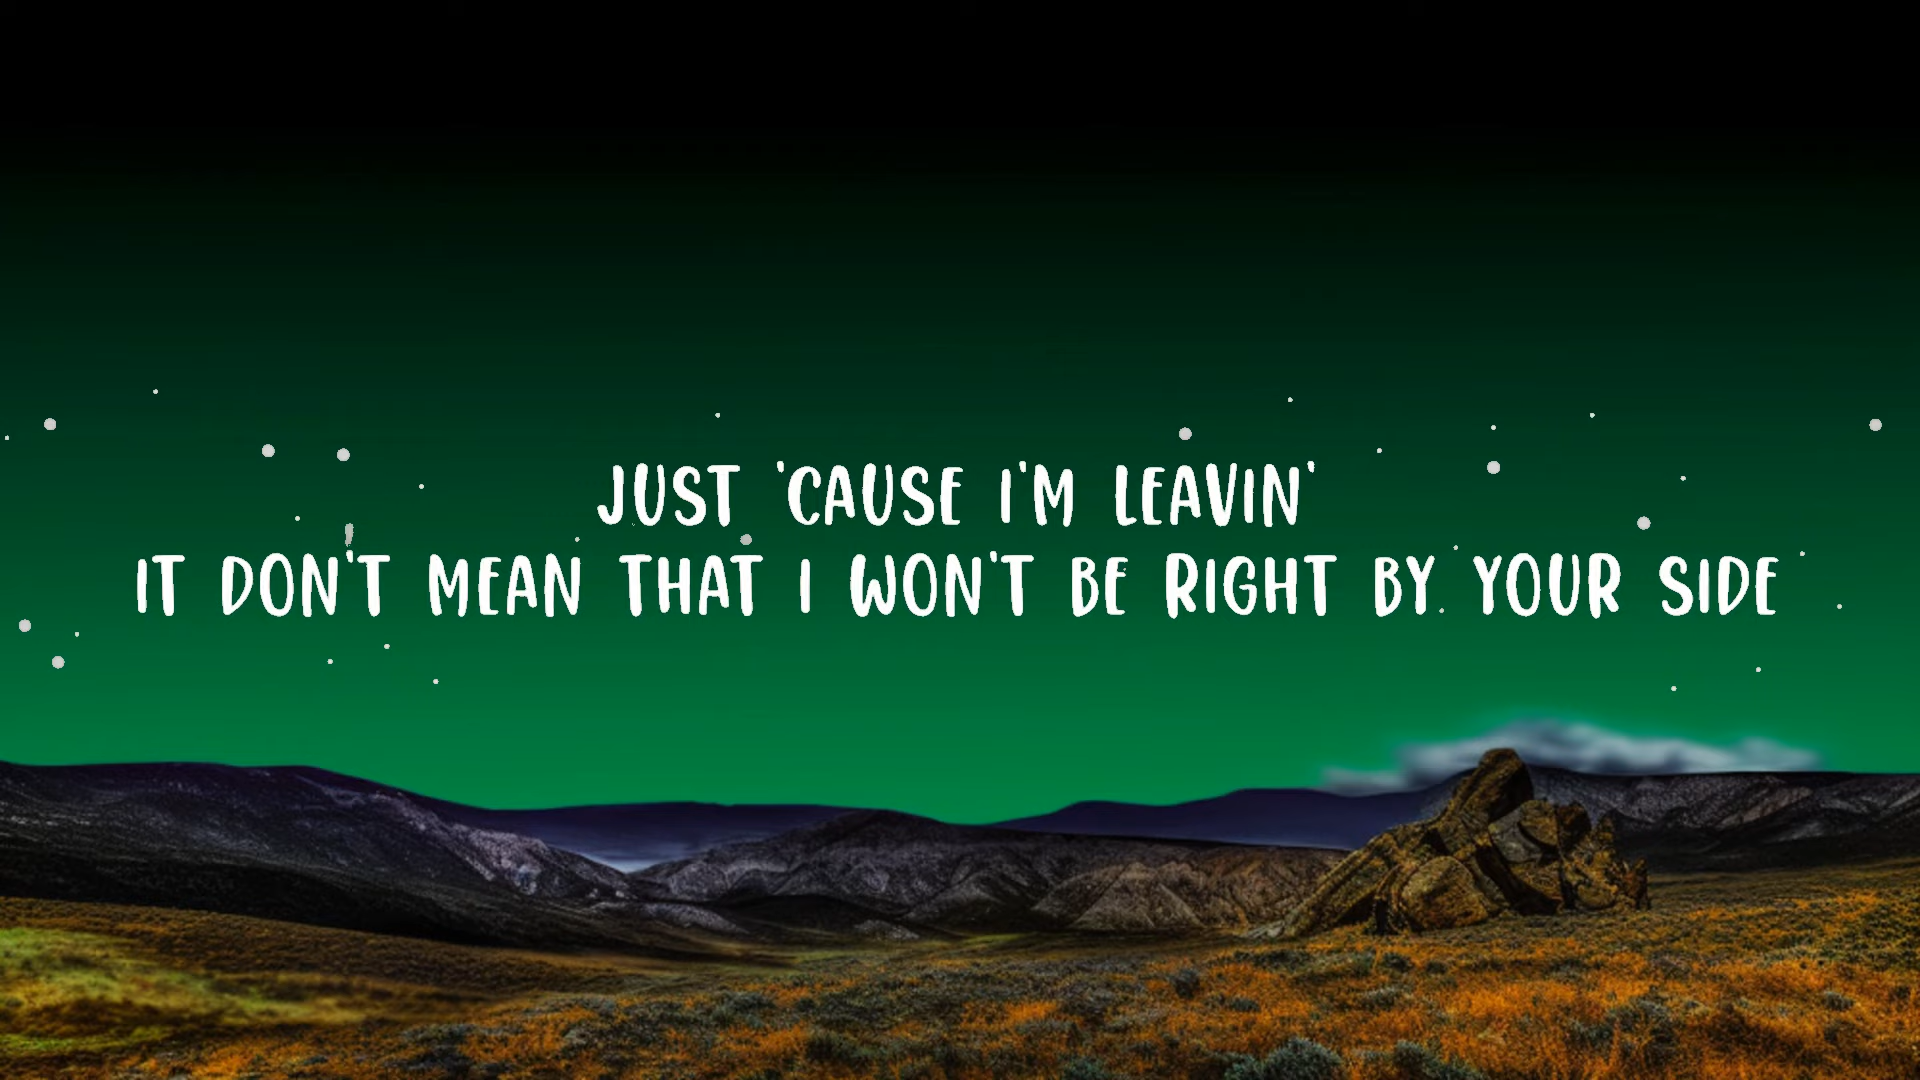 JUST 'CAUSE I'M LEAVIN'
IT DON'T MEAN THAT I WON'T BE RIGHT BY YOUR SIDE